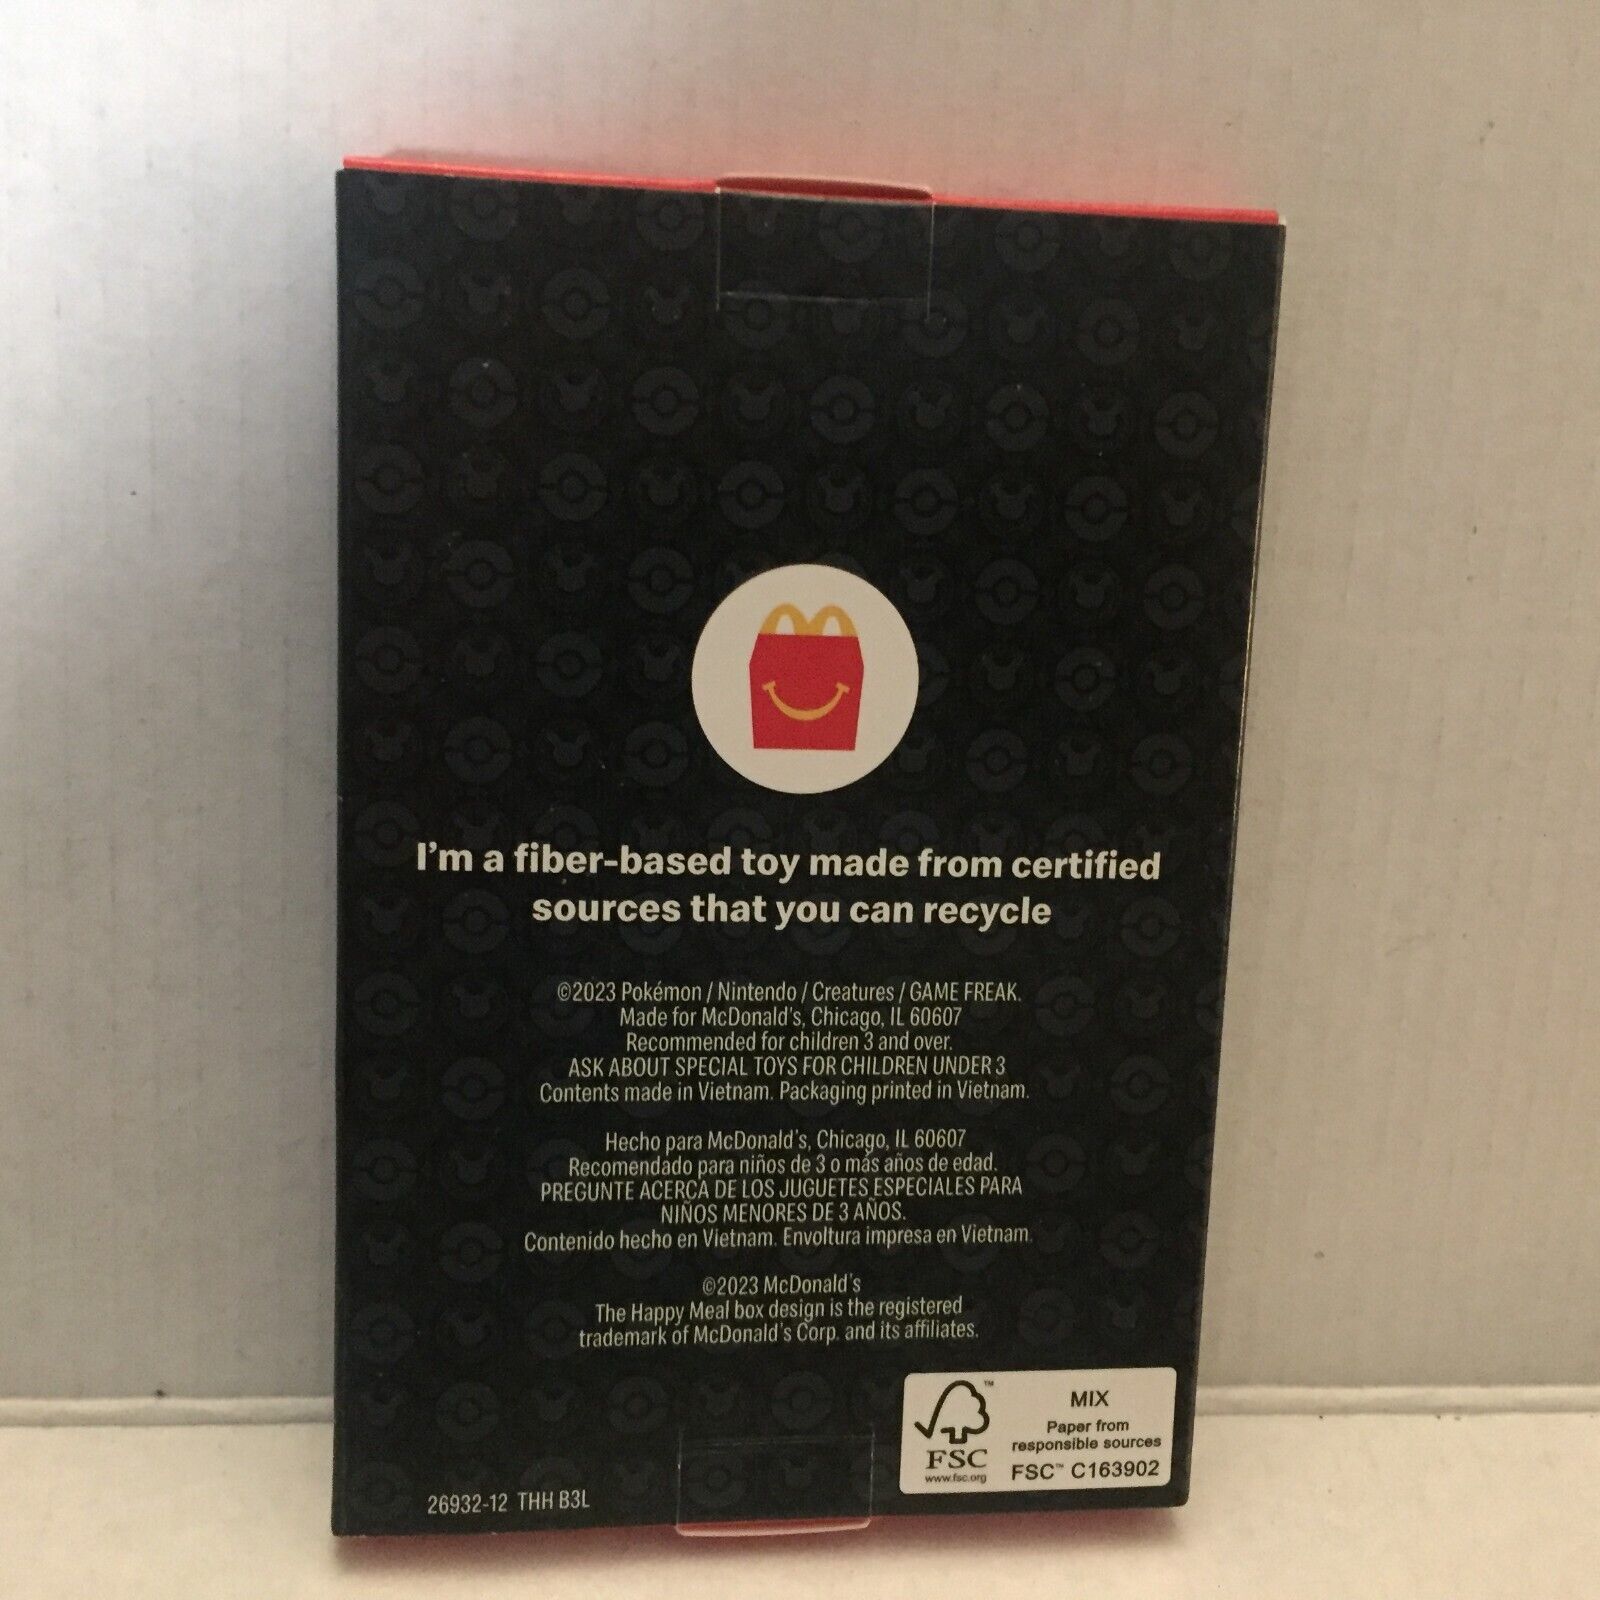 I'm a fiber-based toy made from certified
sources that you can recycle
©2023 Pokémon / Nintendo / Creatures / GAME FREAK.
Made for McDonald's, Chicago, IL 60607
Recommended for children 3 and over.
ASK ABOUT SPECIAL TOYS FOR CHILDREN UNDER 3
Contents made in Vietnam. Packaging printed in Vietnam.
Hecho para McDonald's, Chicago, IL 60607
Recomendado para niños de 3 o más años de edad.
PREGUNTE ACERCA DE LOS JUGUETES ESPECIALES PARA
NIÑOS MENORES DE 3 AÑOS.
Contenido hecho en Vietnam. Envoltura impresa en Vietnam.
©2023 McDonald's
The Happy Meal box design is the registered
trademark of McDonald's Corp. and its affiliates.
™
FSC
www.fsc.org
MIX
Paper from
responsible sources
FSC™ C163902
26932-12 THH B3L